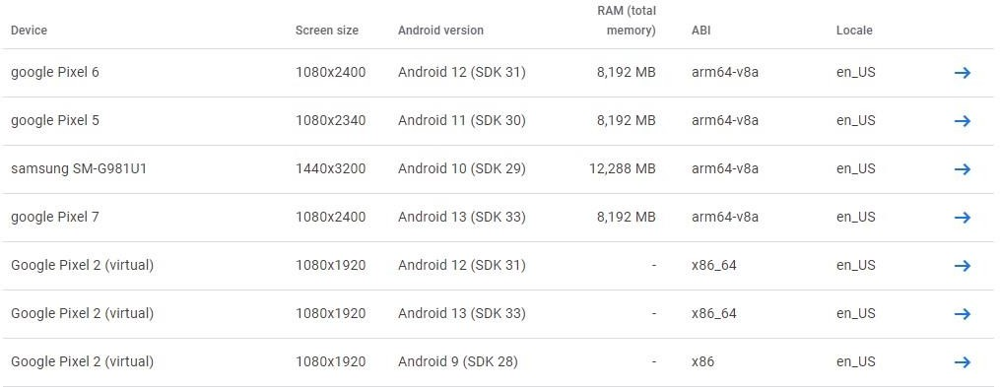 Device Screen size Android version RAM (total memory) ABI Locale
google Pixel 6 1080x2400 Android 12 (SDK 31) 8,192 MB arm64-v8a en_US
google Pixel 5 1080x2340 Android 11 (SDK 30) 8,192 MB arm64-v8a en_US
samsung SM-G981U1 1440x3200 Android 10 (SDK 29) 12,288 MB arm64-v8a en_US
google Pixel 7 1080x2400 Android 13 (SDK 33) 8,192 MB arm64-v8a en_US
Google Pixel 2 (virtual) 1080x1920 Android 12 (SDK 31) - x86_64 en_US
Google Pixel 2 (virtual) 1080x1920 Android 13 (SDK 33) - x86_64 en_US
Google Pixel 2 (virtual) 1080x1920 Android 9 (SDK 28) - x86 en_US